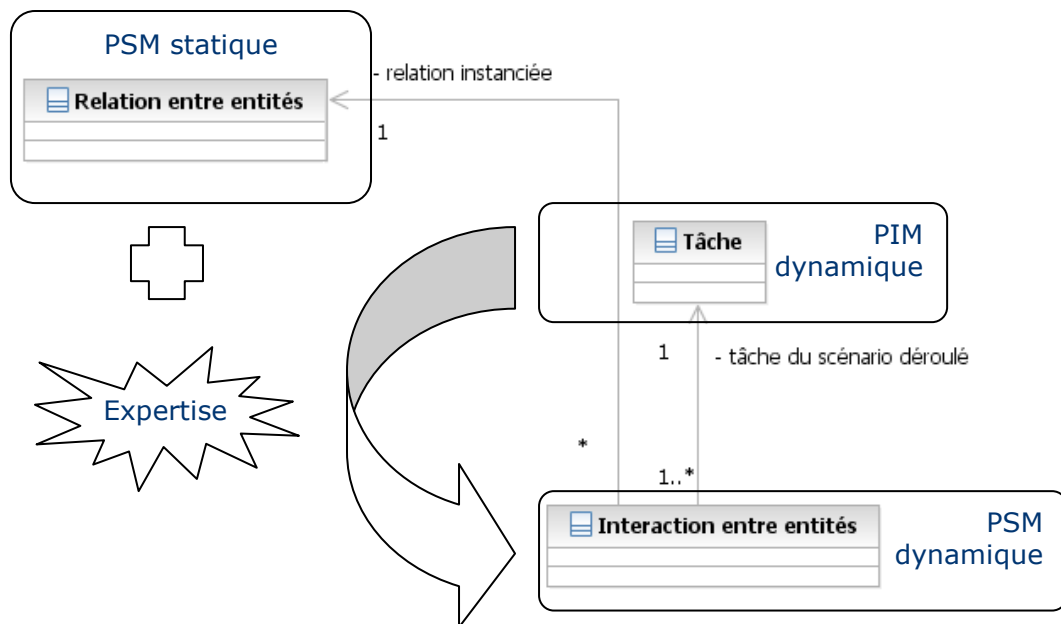 PSM statique
Relation entre entités
- relation instanciée
1
Tâche
PIM
dynamique
1
- tâche du scénario déroulé
Expertise
*
1..*
Interaction entre entités
PSM
dynamique